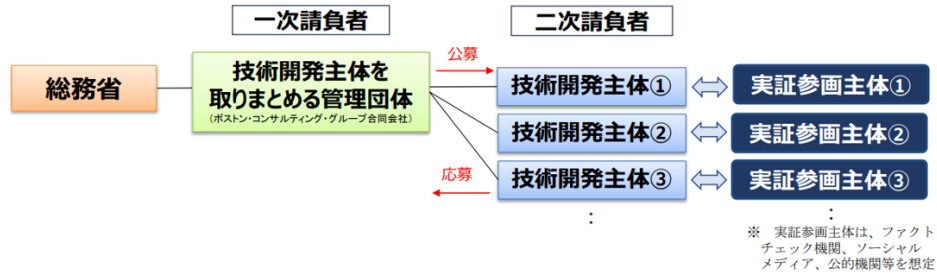 一次請負者
二次請負者
公募
総務省
技術開発主体を
取りまとめる管理団体
（ボストン・コンサルティング・グループ合同会社）
技術開発主体①
実証参画主体①
技術開発主体②
実証参画主体②
応募
技術開発主体③
実証参画主体③
：
：
※　実証参画主体は、ファクト
チェック機関、ソーシャル
メディア、公的機関等を想定